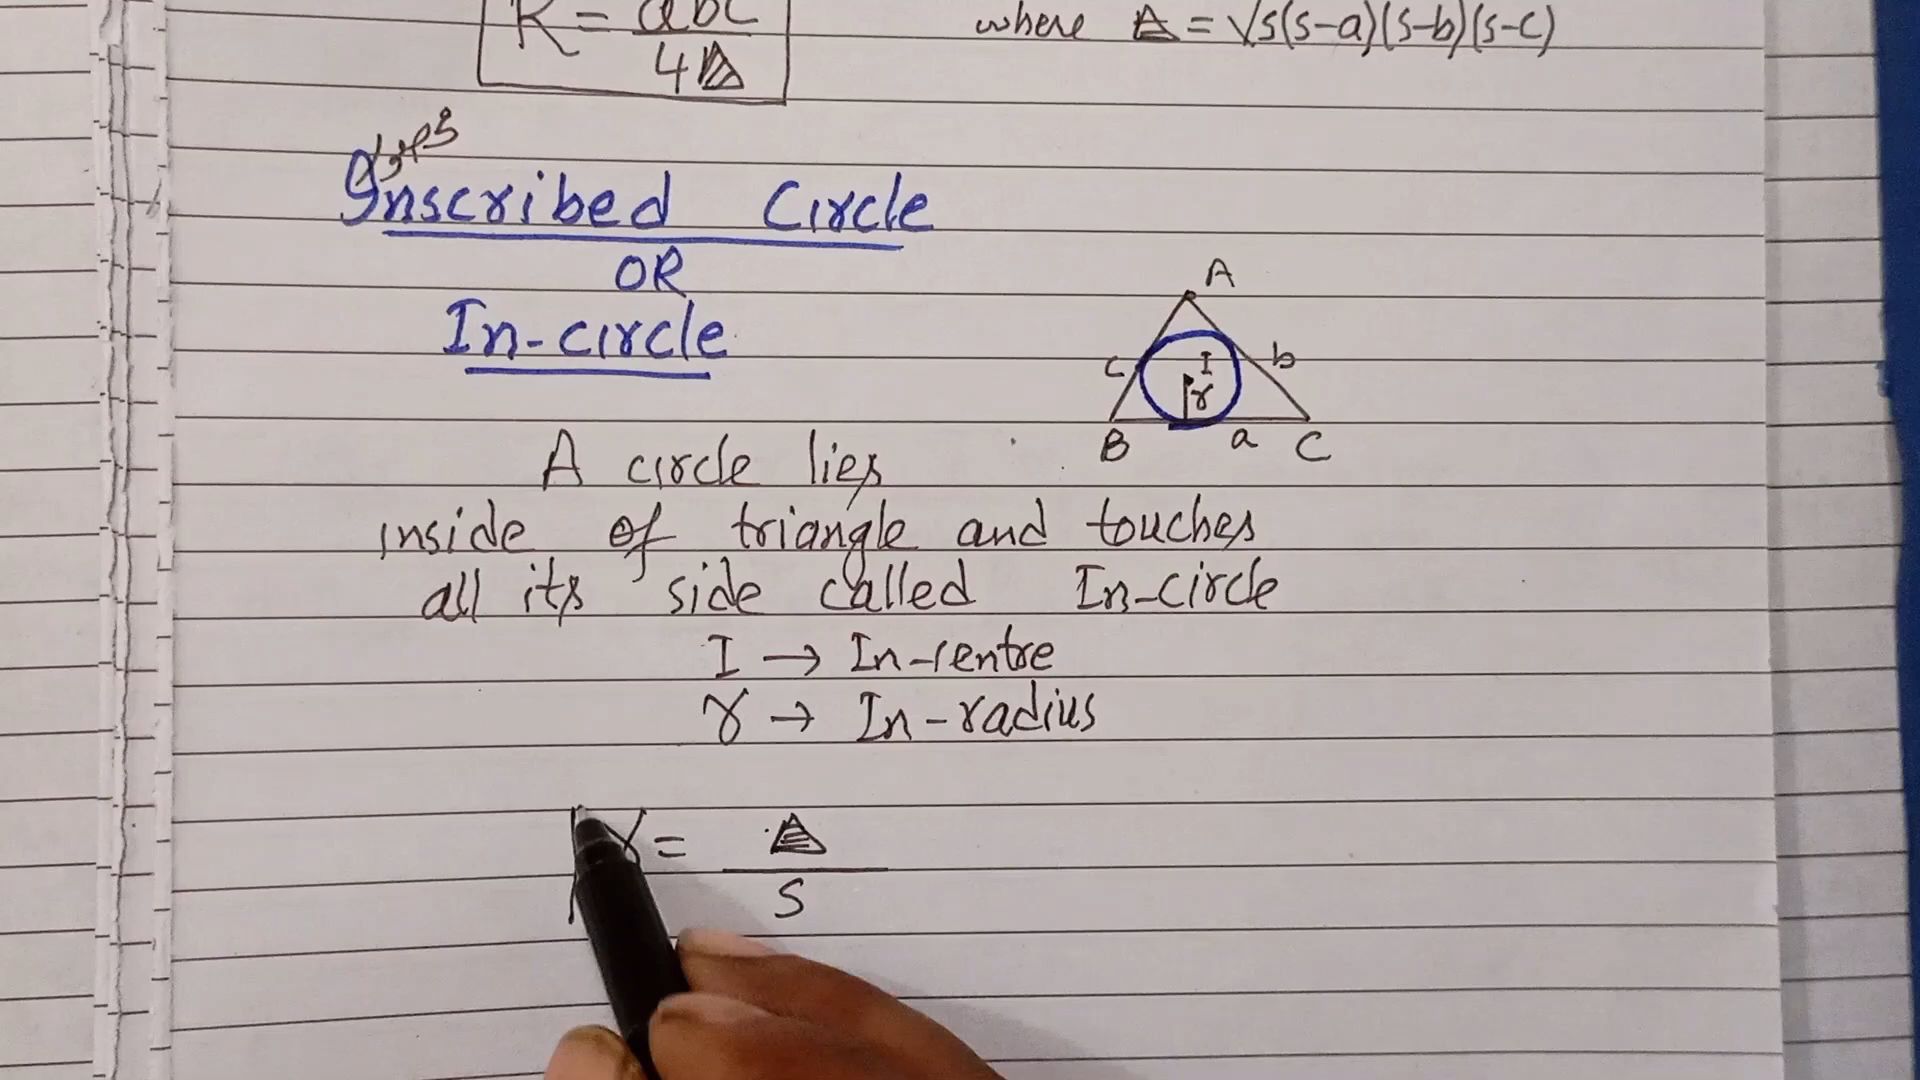 R = abc / 4Δ where Δ = √s(s-a)(s-b)(s-c)
Inscribed Circle
OR
In-circle
A
c I b
r
B a C
A circle lies
inside of triangle and touches
all its side called In-circle
I → In-centre
r → In-radius
r = Δ / s